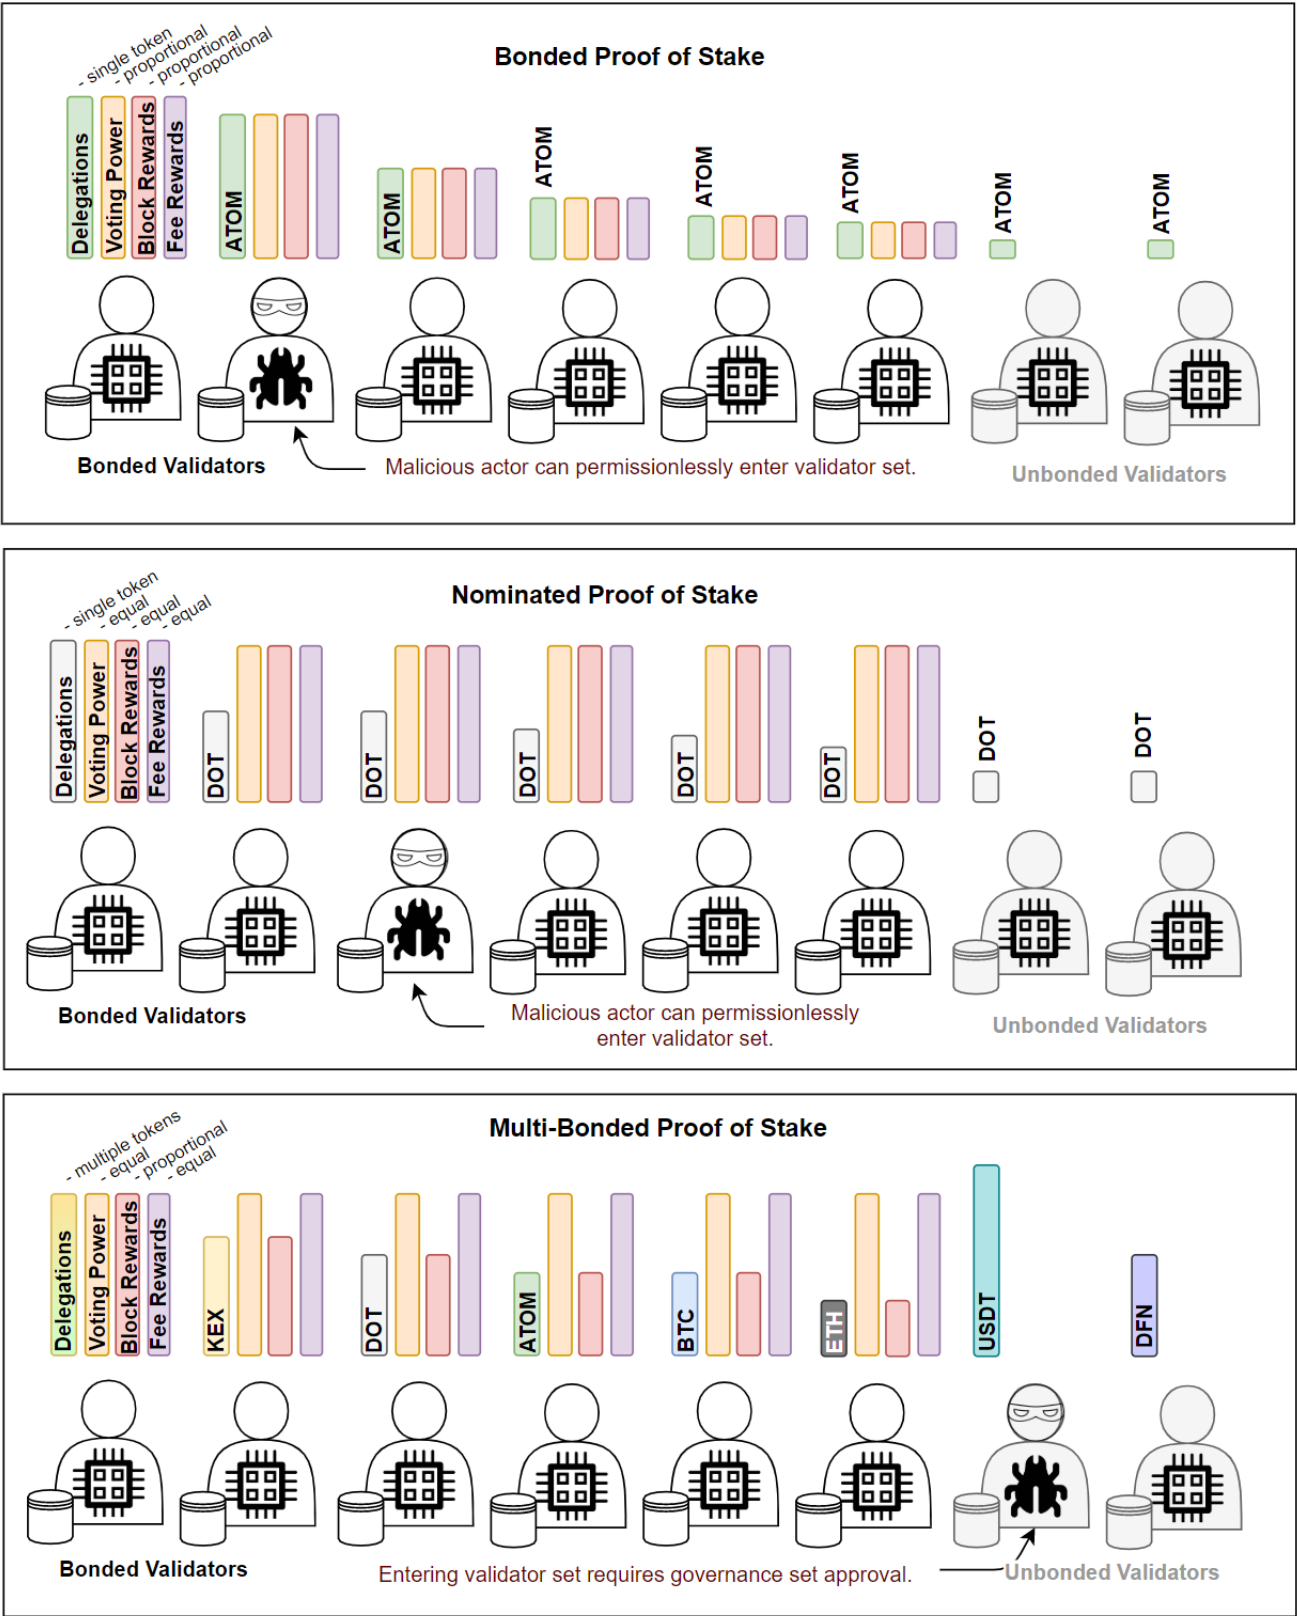 Bonded Proof of Stake
- single token
- proportional
- proportional
- proportional
Delegations
Voting Power
Block Rewards
Fee Rewards
ATOM
ATOM
ATOM
ATOM
ATOM
ATOM
ATOM
Bonded Validators
Malicious actor can permissionlessly enter validator set.
Unbonded Validators
Nominated Proof of Stake
- single token
- equal
- equal
- equal
Delegations
Voting Power
Block Rewards
Fee Rewards
DOT
DOT
DOT
DOT
DOT
DOT
DOT
Bonded Validators
Malicious actor can permissionlessly
enter validator set.
Unbonded Validators
Multi-Bonded Proof of Stake
- multiple tokens
- equal
- proportional
- equal
Delegations
Voting Power
Block Rewards
Fee Rewards
KEX
DOT
ATOM
BTC
ETH
USDT
DFN
Bonded Validators
Entering validator set requires governance set approval.
Unbonded Validators